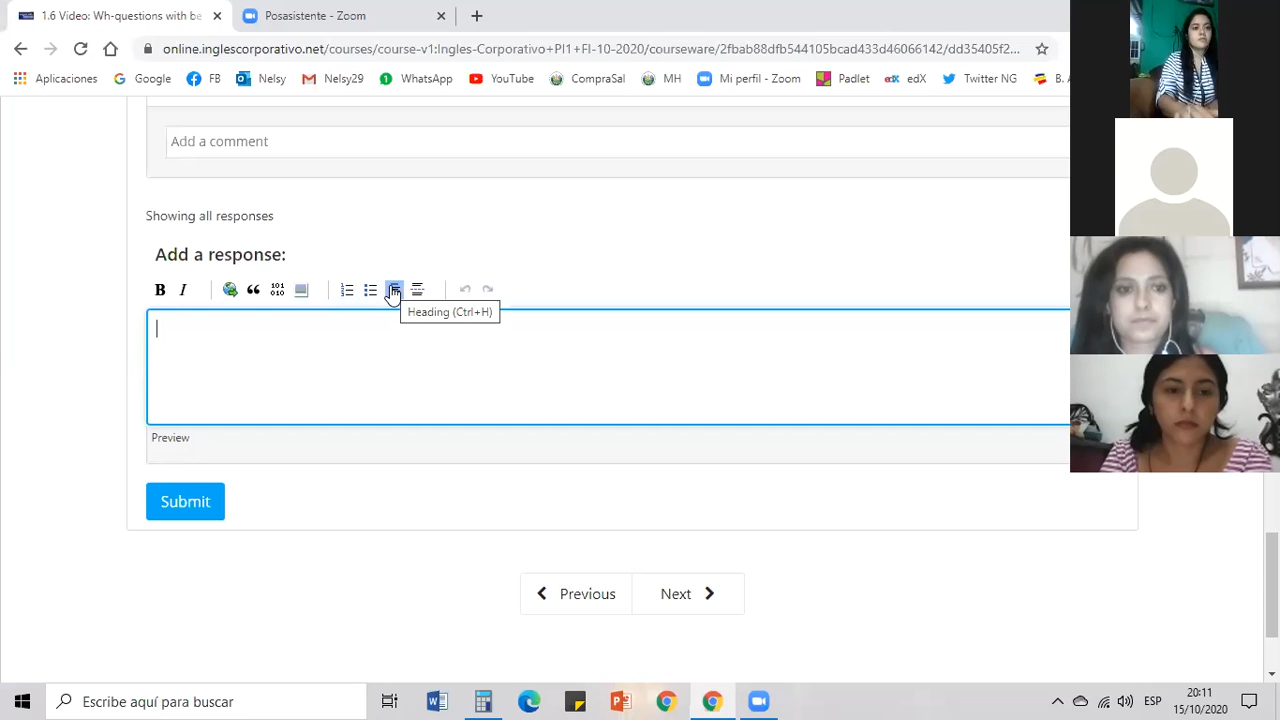 1.6 Video: Wh-questions with be
Posasistente - Zoom
online.inglescorporativo.net/courses/course-v1:Ingles-Corporativo+PI1+FI-10-2020/courseware/2fbab88dfb544105bcad433d46066142/dd35405f2...
Aplicaciones Google FB Nelsy Nelsy29 WhatsApp YouTube CompraSal MH Mi perfil - Zoom Padlet edX Twitter NG B.
Add a comment
Showing all responses
Add a response:
Heading (Ctrl+H)
Preview
Submit
Previous
Next
Escribe aquí para buscar
ESP
20:11
15/10/2020